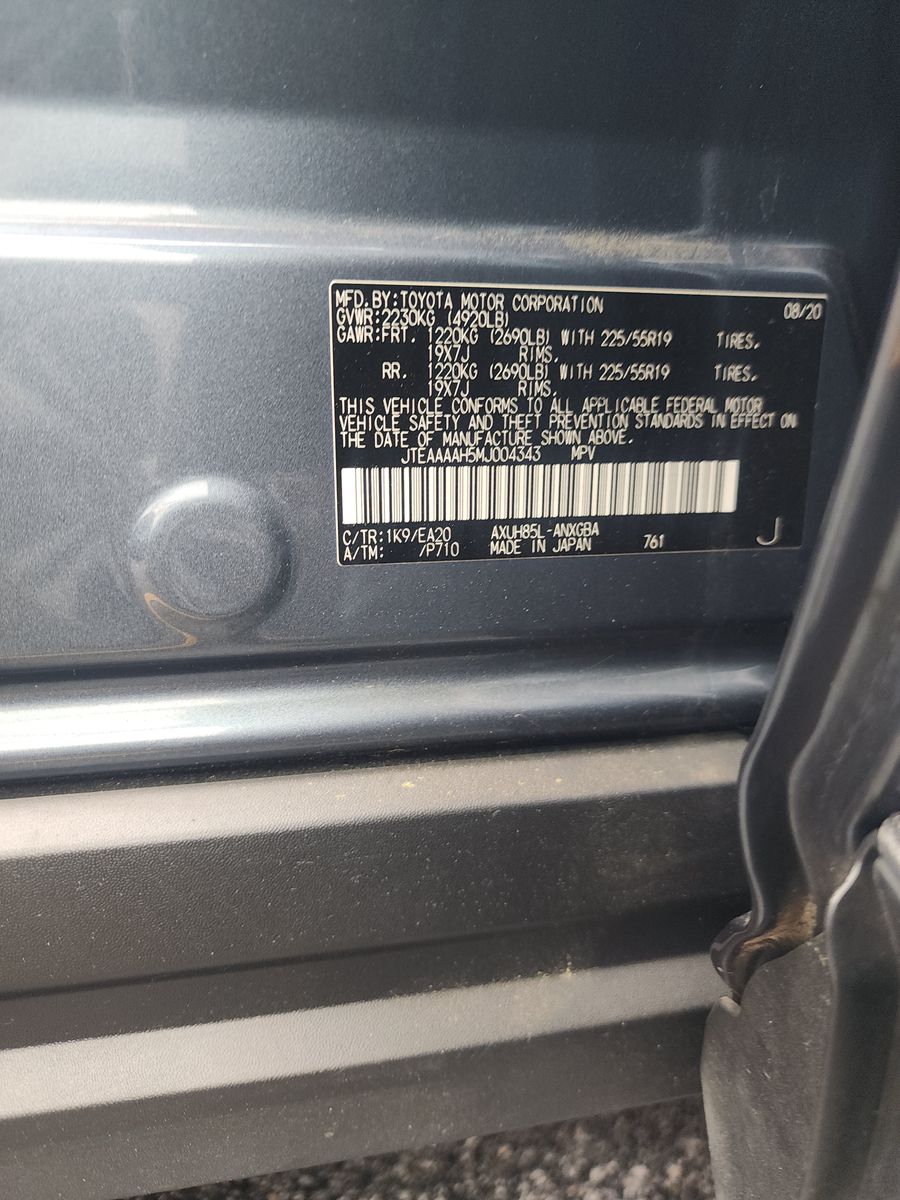 MFD.BY:TOYOTA MOTOR CORPORATION 08/20
GVWR:2230KG (4920LB)
GAWR:FRT. 1220KG (2690LB) WITH 225/55R19 TIRES.
19X7J RIMS.
RR. 1220KG (2690LB) WITH 225/55R19 TIRES.
19X7J RIMS.
THIS VEHICLE CONFORMS TO ALL APPLICABLE FEDERAL MOTOR
VEHICLE SAFETY AND THEFT PREVENTION STANDARDS IN EFFECT ON
THE DATE OF MANUFACTURE SHOWN ABOVE.
JTEAAAAH5MJ004343 MPV
C/TR:1K9/EA20 AXUH85L-ANXGBA 761 J
A/TM: /P710 MADE IN JAPAN